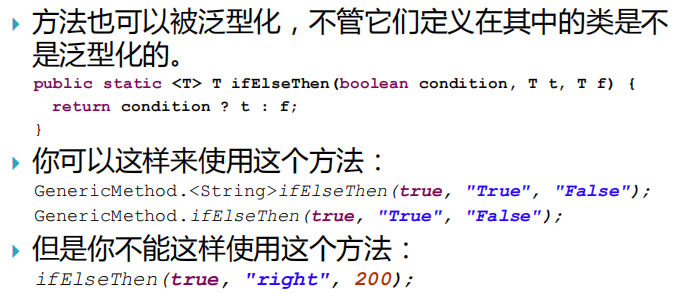 方法也可以被泛型化，不管它们定义在其中的类是不
是泛型化的。
public static <T> T ifElseThen(boolean condition, T t, T f) {
return condition ? t : f;
}
你可以这样来使用这个方法：
GenericMethod.<String>ifElseThen(true, "True", "False");
GenericMethod.ifElseThen(true, "True", "False");
但是你不能这样使用这个方法：
ifElseThen(true, "right", 200);